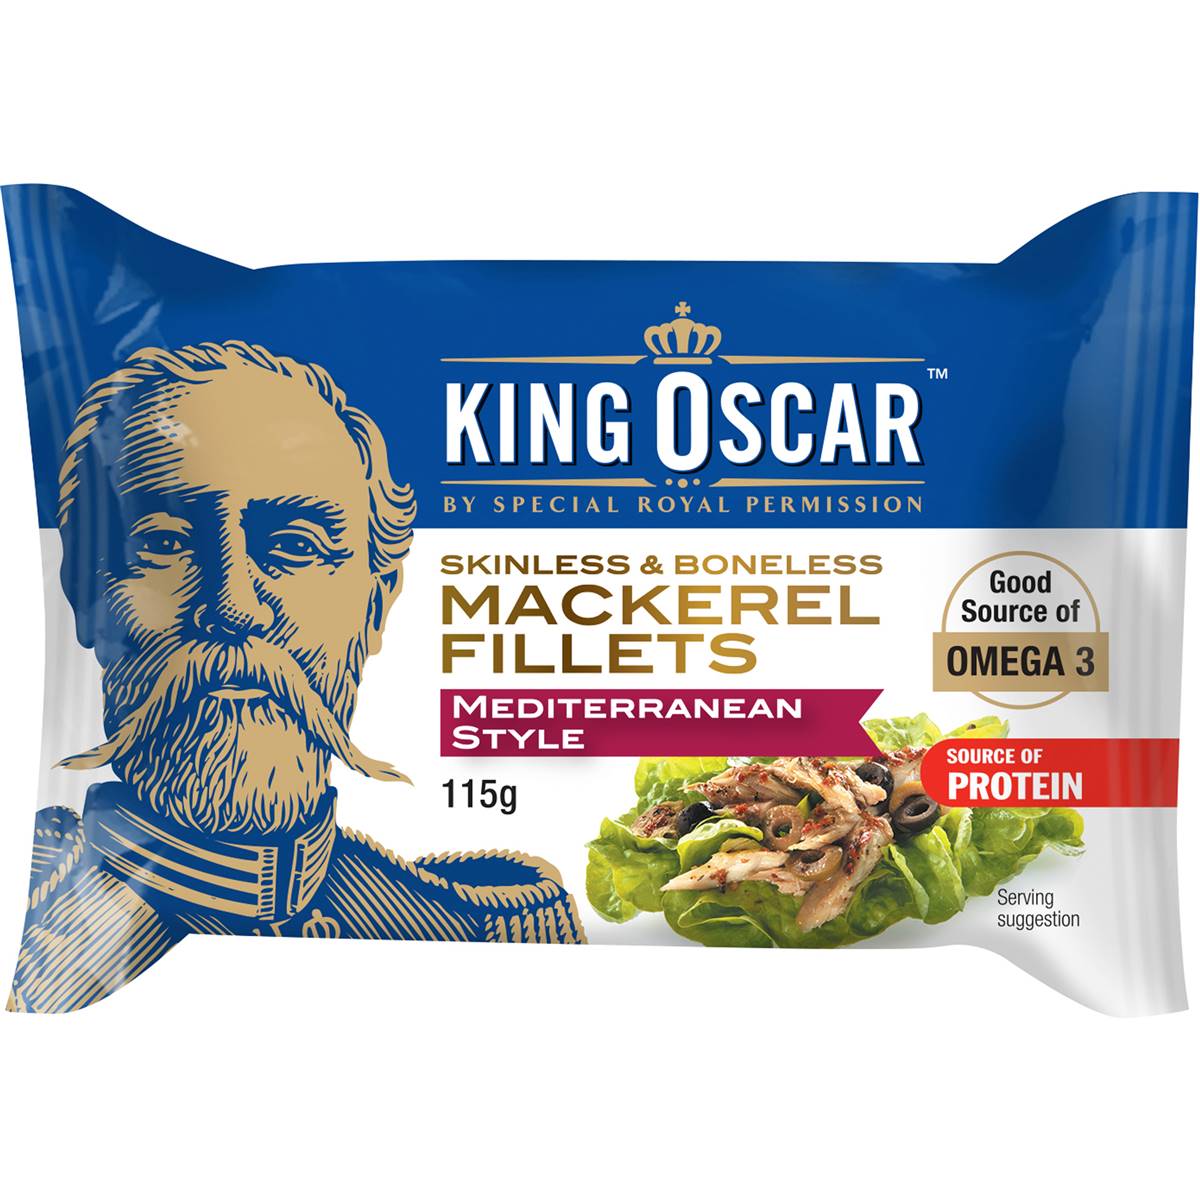 KING OSCAR™
BY SPECIAL ROYAL PERMISSION
SKINLESS & BONELESS
MACKEREL
FILLETS
MEDITERRANEAN
STYLE
115g
Good
Source of
OMEGA 3
SOURCE OF
PROTEIN
Serving
suggestion